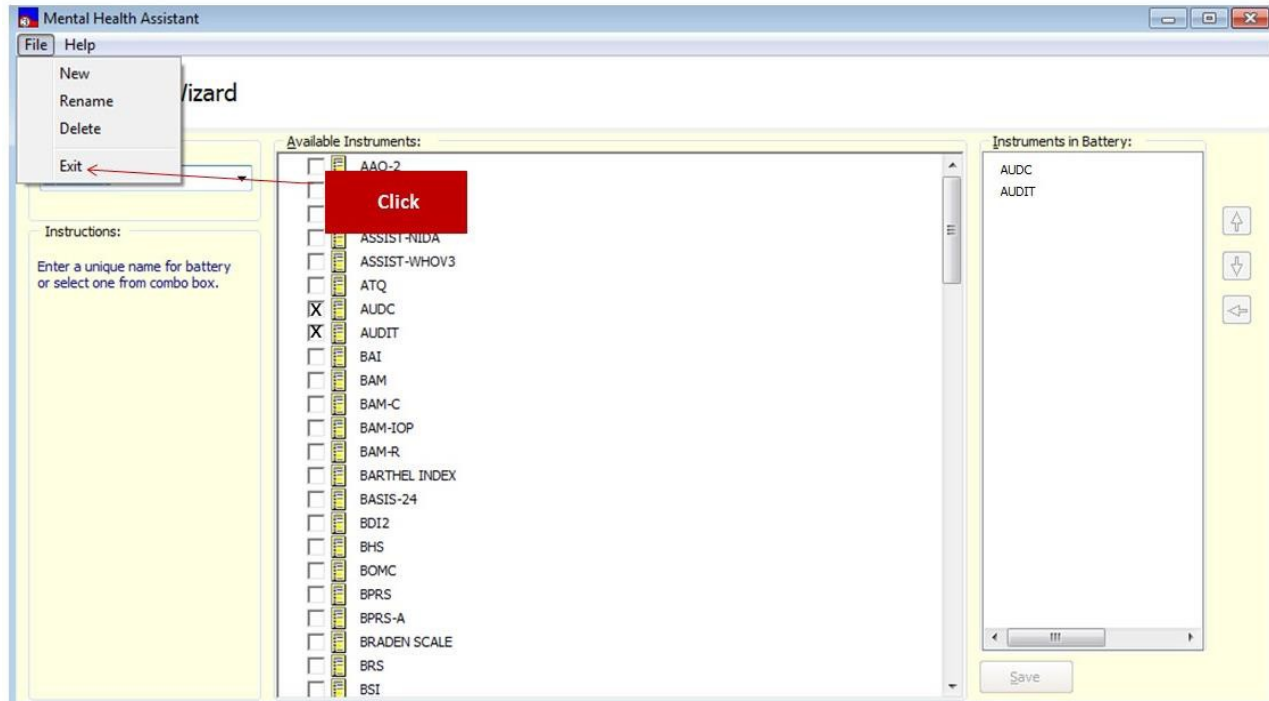 Mental Health Assistant
File Help
New
Rename
Delete
Exit
Wizard
Available Instruments:
AAO-2
Click
ASSIST-NIDA
ASSIST-WHOV3
ATQ
AUDC
AUDIT
BAI
BAM
BAM-C
BAM-IOP
BAM-R
BARTHEL INDEX
BASIS-24
BDI2
BHS
BOMC
BPRS
BPRS-A
BRADEN SCALE
BRS
BSI
Instructions:
Enter a unique name for battery
or select one from combo box.
Instruments in Battery:
AUDC
AUDIT
Save